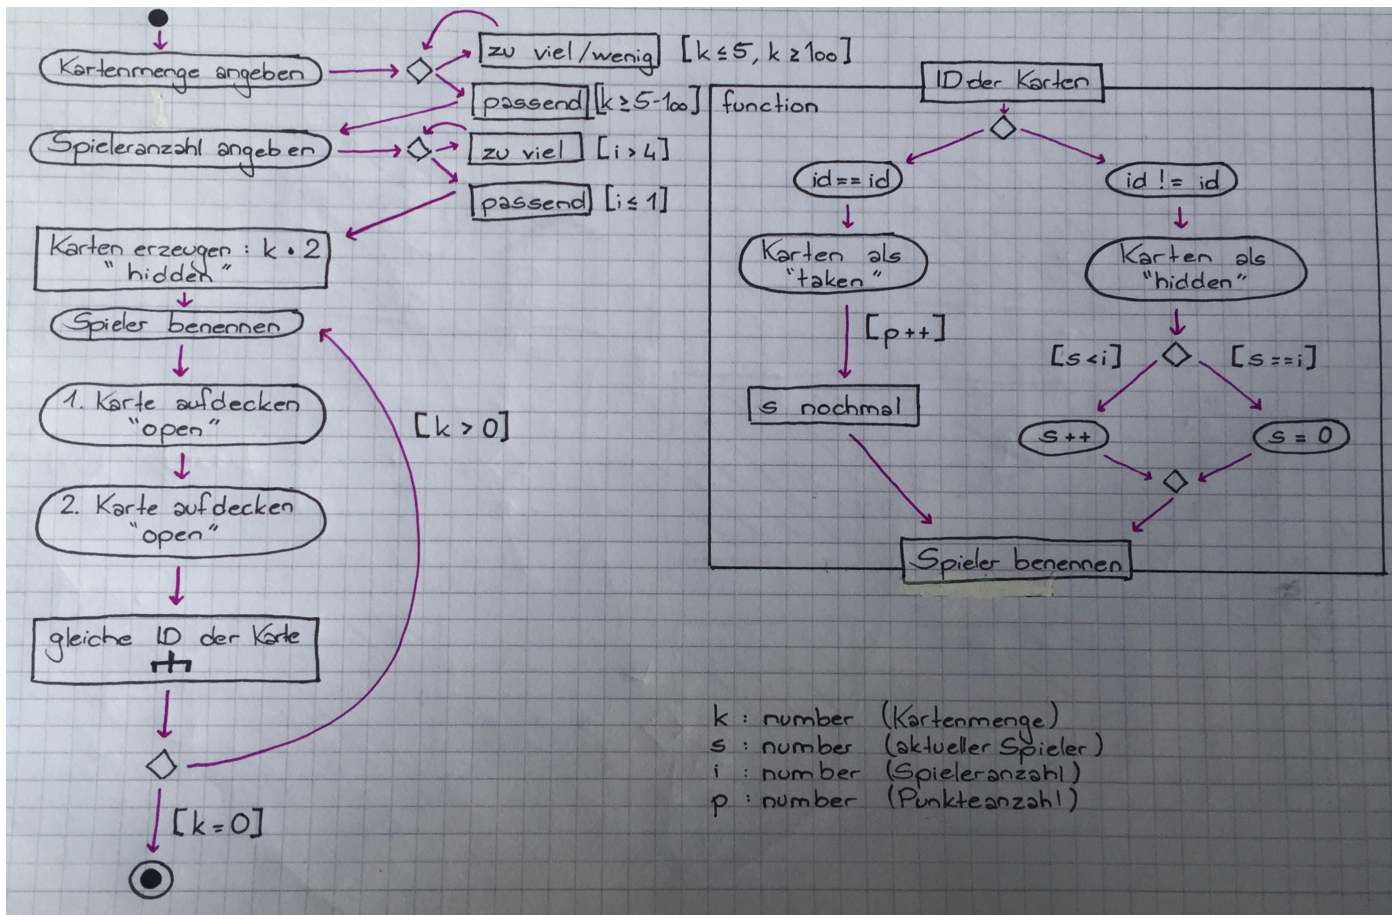 Kartenmenge angeben
zu viel/wenig [k ≤ 5, k ≥ 100]
passend [k ≥ 5-100]
Spieleranzahl angeben
zu viel [i > 4]
passend [i ≤ 1]
Karten erzeugen : k • 2
"hidden"
Spieler benennen
1. Karte aufdecken
"open"
[k > 0]
2. Karte aufdecken
"open"
gleiche ID der Karte
[k = 0]
function
ID der Karten
id == id
id != id
Karten als
"taken"
Karten als
"hidden"
[p++]
[s < i]
[s == i]
s nochmal
s++
s = 0
Spieler benennen
k : number (Kartenmenge)
s : number (aktueller Spieler)
i : number (Spieleranzahl)
p : number (Punkteanzahl)